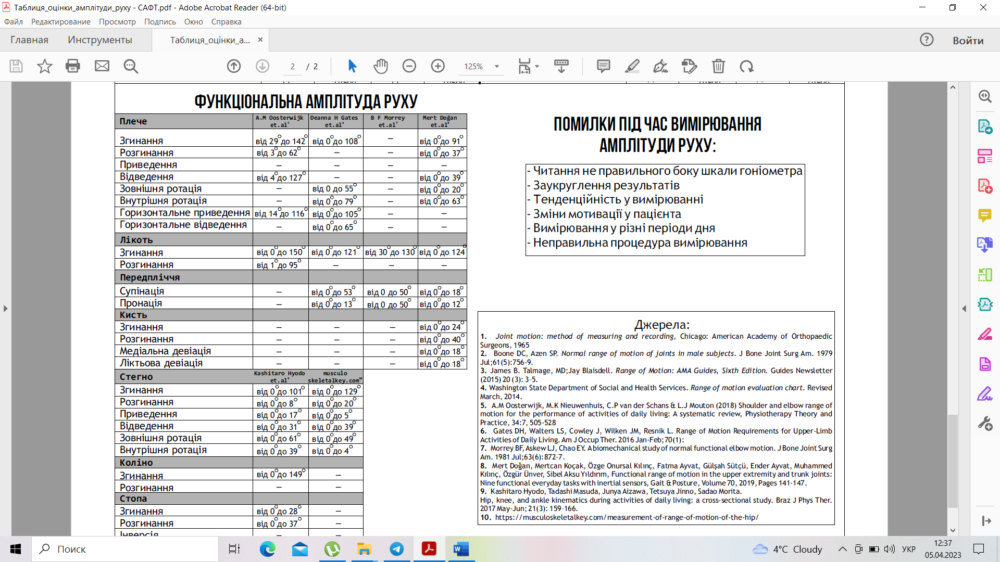 Таблиця_оцінки_амплітуди_руху - САФТ.pdf - Adobe Acrobat Reader (64-bit)
Файл Редактирование Просмотр Подпись Окно Справка
Главная Инструменты Таблиця_оцінки_а... × Войти
2 / 2 125%
ФУНКЦІОНАЛЬНА АМПЛІТУДА РУХУ
Плече A.M Oosterwijk et.al⁵ Deanna H Gates et.al⁶ B F Morrey et.al⁷ Mert Doğan et.al⁸
Згинання від 29° до 142° від 0° до 108° – від 0° до 91°
Розгинання від 3° до 62° – – від 0° до 37°
Приведення – – – –
Відведення від 4° до 127° – – від 0° до 39°
Зовнішня ротація – від 0 до 55° – від 0° до 20°
Внутрішня ротація – від 0° до 79° – від 0° до 63°
Горизонтальне приведення від 14° до 116° від 0° до 105° – –
Горизонтальне відведення – від 0° до 65° – –
Лікоть
Згинання від 0° до 150° від 0° до 121° від 30° до 130° від 0° до 124°
Розгинання від 1° до 95° – – –
Передпліччя
Супінація – від 0° до 53° від 0 до 50° від 0° до 18°
Пронація – від 0° до 13° від 0 до 50° від 0° до 12°
Кисть
Згинання – – – від 0° до 24°
Розгинання – – – від 0° до 40°
Медіальна девіація – – – від 0° до 18°
Ліктьова девіація – – – від 0° до 18°
Стегно Kashitaro Hyodo et.al⁹ musculo skeletalkey.com¹⁰
Згинання від 0° до 101° від 0° до 129°
Розгинання від 0° до 8° від 0° до 20°
Приведення від 0° до 17° від 0° до 5°
Відведення від 0° до 31° від 0° до 39°
Зовнішня ротація від 0° до 61° від 0° до 49°
Внутрішня ротація від 0° до 39° від 0° до 4°
Коліно
Згинання від 0° до 149° –
Розгинання – –
Стопа
Згинання від 0° до 28° –
Розгинання від 0° до 37° –
Інверсія – –
ПОМИЛКИ ПІД ЧАС ВИМІРЮВАННЯ
АМПЛІТУДИ РУХУ:
- Читання не правильного боку шкали гоніометра
- Заукруглення результатів
- Тенденційність у вимірюванні
- Зміни мотивації у пацієнта
- Вимірювання у різні періоди дня
- Неправильна процедура вимірювання
Джерела:
1. Joint motion: method of measuring and recording, Chicago: American Academy of Orthopaedic
Surgeons, 1965
2. Boone DC, Azen SP. Normal range of motion of joints in male subjects. J Bone Joint Surg Am. 1979
Jul;61(5):756-9.
3. James B. Talmage, MD;Jay Blaisdell. Range of Motion: AMA Guides, Sixth Edition. Guides Newsletter
(2015) 20 (3): 3–5.
4. Washington State Department of Social and Health Services. Range of motion evaluation chart. Revised
March, 2014.
5. A.M Oosterwijk, M.K Nieuwenhuis, C.P van der Schans & L.J Mouton (2018) Shoulder and elbow range of
motion for the performance of activities of daily living: A systematic review, Physiotherapy Theory and
Practice, 34:7, 505-528
6. Gates DH, Walters LS, Cowley J, Wilken JM, Resnik L. Range of Motion Requirements for Upper-Limb
Activities of Daily Living. Am J Occup Ther. 2016 Jan-Feb;70(1):
7. Morrey BF, Askew LJ, Chao EY. A biomechanical study of normal functional elbow motion. J Bone Joint Surg
Am. 1981 Jul;63(6):872-7.
8. Mert Doğan, Mertcan Koçak, Özge Onursal Kılınç, Fatma Ayvat, Gülşah Sütçü, Ender Ayvat, Muhammed
Kılınç, Özgür Ünver, Sibel Aksu Yıldırım, Functional range of motion in the upper extremity and trunk joints:
Nine functional everyday tasks with inertial sensors, Gait & Posture, Volume 70, 2019, Pages 141-147.
9. Kashitaro Hyodo, Tadashi Masuda, Junya Aizawa, Tetsuya Jinno, Sadao Morita.
Hip, knee, and ankle kinematics during activities of daily living: a cross-sectional study. Braz J Phys Ther.
2017 May-Jun; 21(3): 159–166.
10. https://musculoskeletalkey.com/measurement-of-range-of-motion-of-the-hip/
Поиск 4°C Cloudy УКР 12:37
05.04.2023